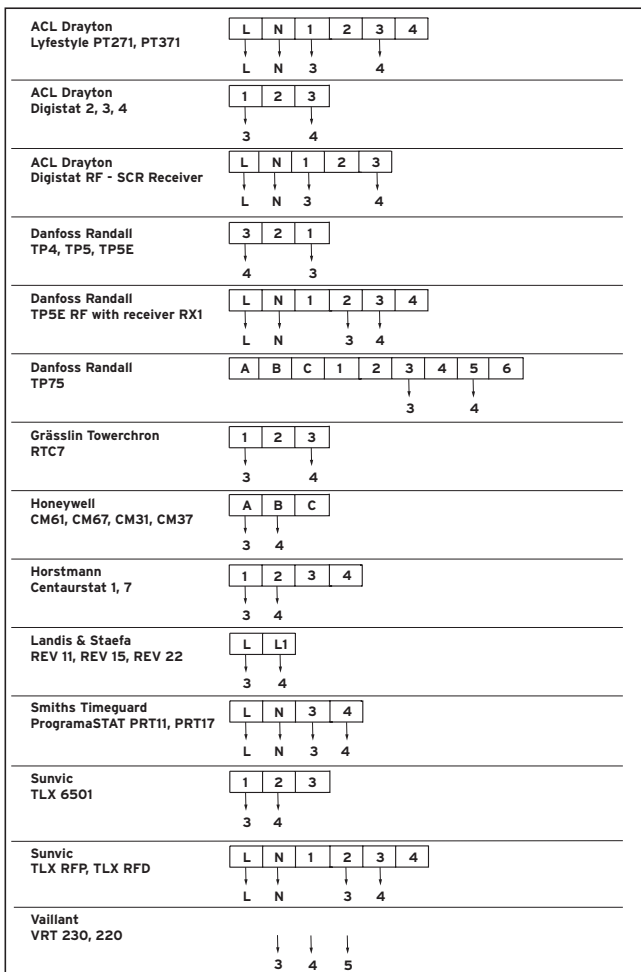 ACL Drayton
Lyfestyle PT271, PT371
L N 1 2 3 4
L N 3 4
ACL Drayton
Digistat 2, 3, 4
1 2 3
3 4
ACL Drayton
Digistat RF - SCR Receiver
L N 1 2 3
L N 3 4
Danfoss Randall
TP4, TP5, TP5E
3 2 1
4 3
Danfoss Randall
TP5E RF with receiver RX1
L N 1 2 3 4
L N 3 4
Danfoss Randall
TP75
A B C 1 2 3 4 5 6
3 4
Grässlin Towerchron
RTC7
1 2 3
3 4
Honeywell
CM61, CM67, CM31, CM37
A B C
3 4
Horstmann
Centaurstat 1, 7
1 2 3 4
3 4
Landis & Staefa
REV 11, REV 15, REV 22
L L1
3 4
Smiths Timeguard
ProgramaSTAT PRT11, PRT17
L N 3 4
L N 3 4
Sunvic
TLX 6501
1 2 3
3 4
Sunvic
TLX RFP, TLX RFD
L N 1 2 3 4
L N 3 4
Vaillant
VRT 230, 220
3 4 5